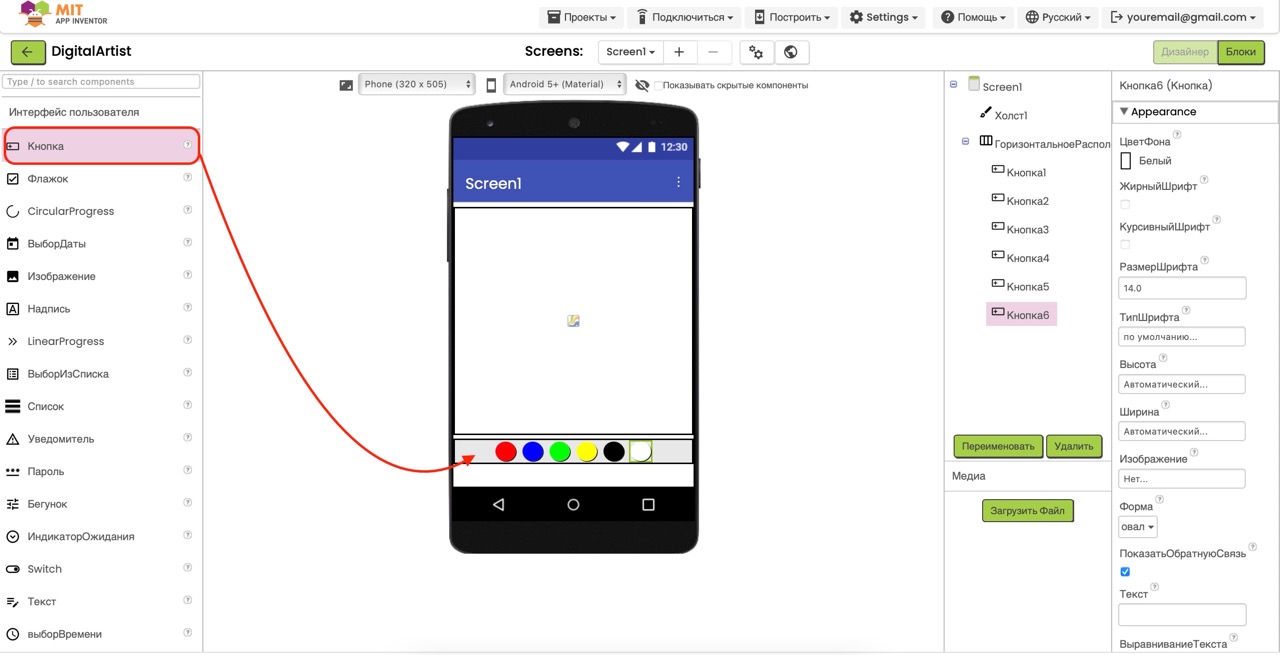 MIT
APP INVENTOR
Проекты
Подключиться
Построить
Settings
Помощь
Русский
youremail@gmail.com
DigitalArtist
Screens:
Screen1
Дизайнер
Блоки
Type / to search components
Интерфейс пользователя
Кнопка
Флажок
CircularProgress
ВыборДаты
Изображение
Надпись
LinearProgress
ВыборИзСписка
Список
Уведомитель
Пароль
Бегунок
ИндикаторОжидания
Switch
Текст
выборВремени
Phone (320 x 505)
Android 5+ (Material)
Показывать скрытые компоненты
12:30
Screen1
Screen1
Холст1
ГоризонтальноеРаспол
Кнопка1
Кнопка2
Кнопка3
Кнопка4
Кнопка5
Кнопка6
Переименовать
Удалить
Медиа
Загрузить Файл
Кнопка6 (Кнопка)
Appearance
ЦветФона
Белый
ЖирныйШрифт
КурсивныйШрифт
РазмерШрифта
14.0
ТипШрифта
по умолчанию...
Высота
Автоматический...
Ширина
Автоматический...
Изображение
Нет...
Форма
овал
ПоказатьОбратнуюСвязь
Текст
ВыравниваниеТекста